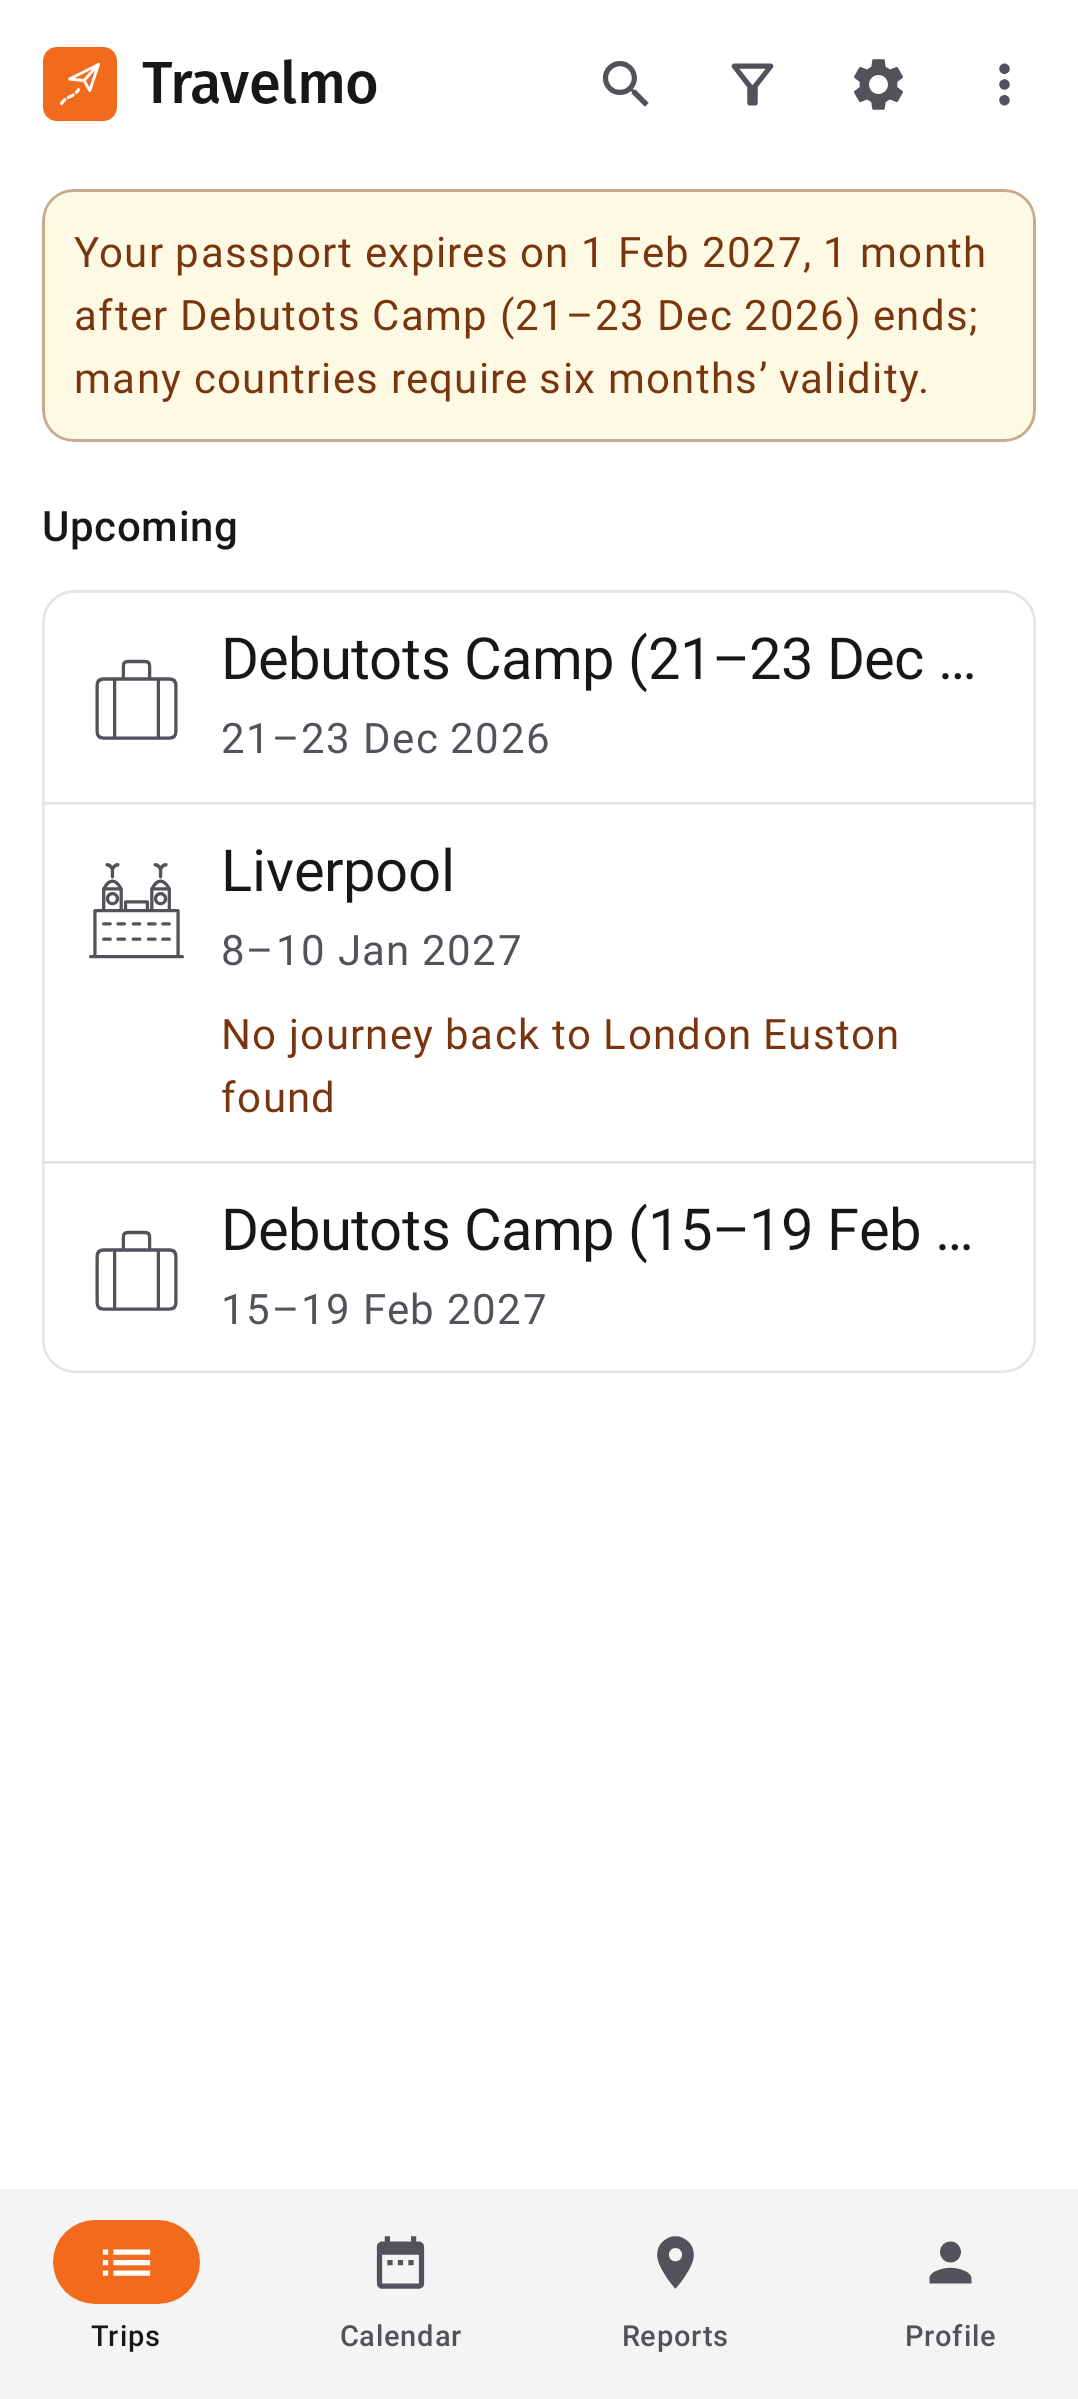 Travelmo
Your passport expires on 1 Feb 2027, 1 month
after Debutots Camp (21–23 Dec 2026) ends;
many countries require six months’ validity.
Upcoming
Debutots Camp (21–23 Dec …
21–23 Dec 2026
Liverpool
8–10 Jan 2027
No journey back to London Euston
found
Debutots Camp (15–19 Feb …
15–19 Feb 2027
Trips
Calendar
Reports
Profile